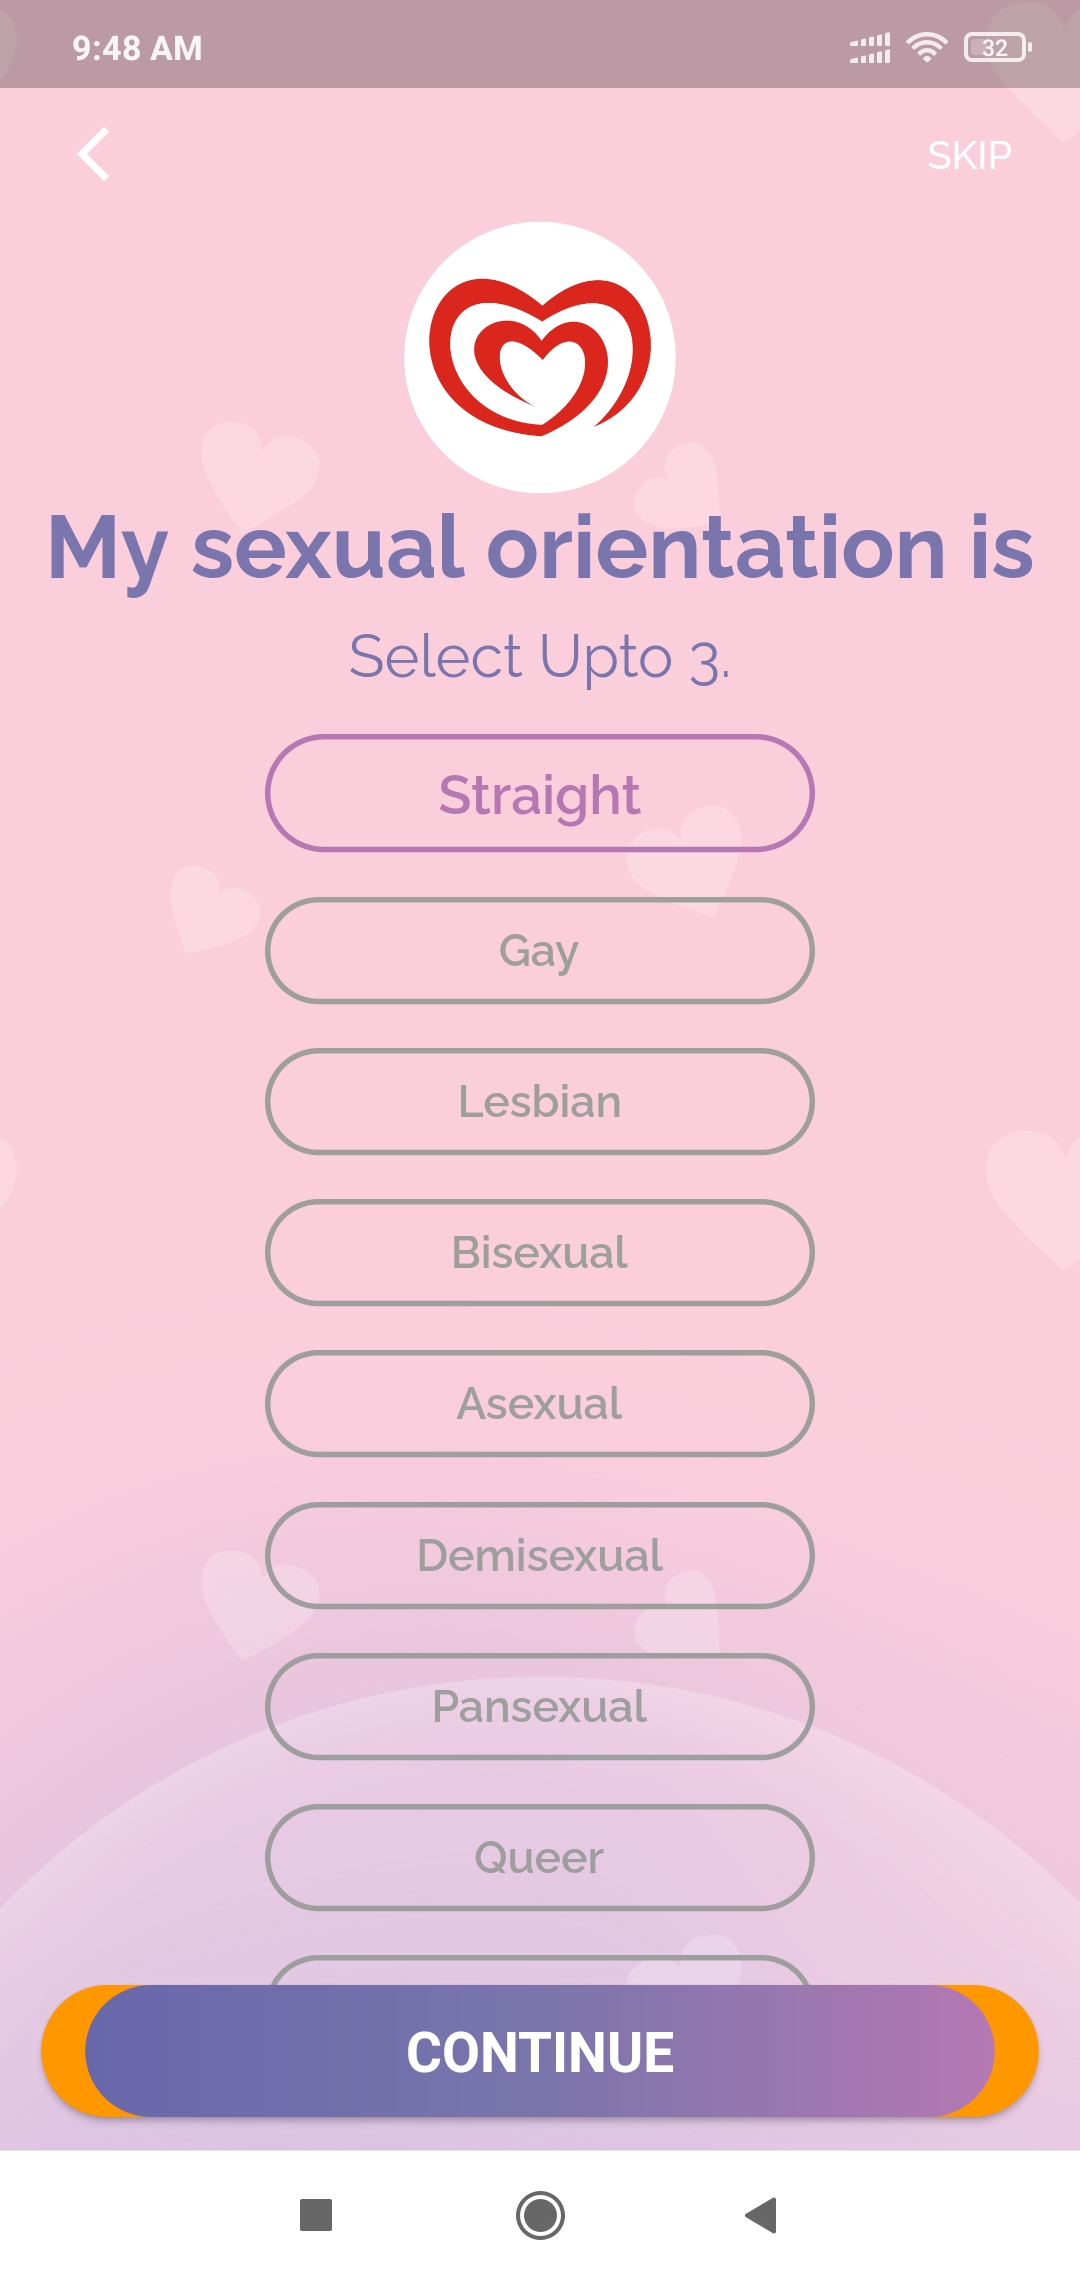 9:48 AM
32
SKIP
My sexual orientation is
Select Upto 3.
Straight
Gay
Lesbian
Bisexual
Asexual
Demisexual
Pansexual
Queer
CONTINUE